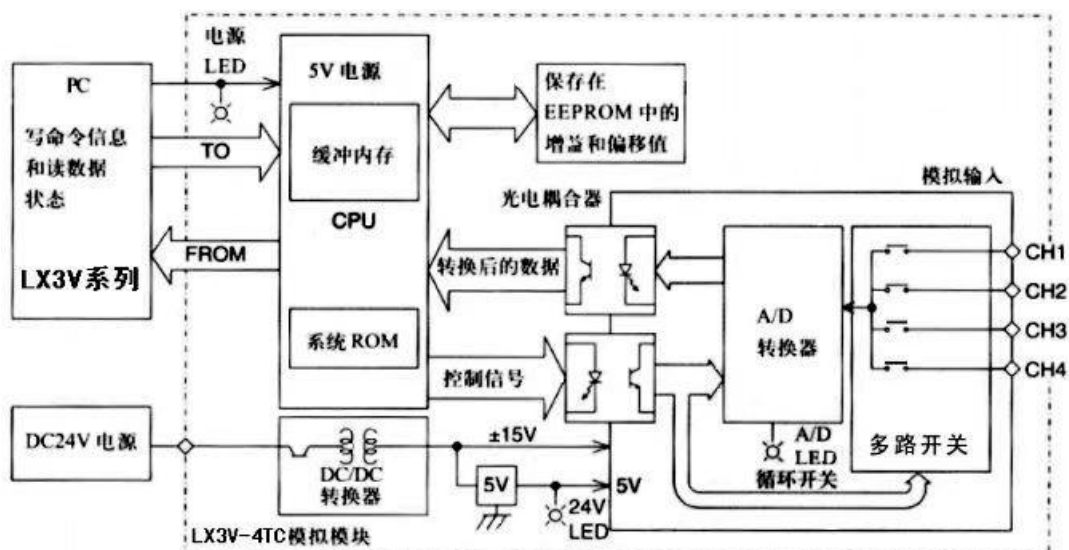 电源
LED
PC
写命令信息
和读数据
状态
LX3V系列
TO
FROM
5V 电源
缓冲内存
CPU
系统 ROM
保存在
EEPROM 中的
增益和偏移值
光电耦合器
模拟输入
转换后的数据
控制信号
A/D
转换器
CH1
CH2
CH3
CH4
多路开关
A/D
LED
循环开关
DC24V 电源
DC/DC
转换器
±15V
5V
5V
24V
LED
LX3V-4TC模拟模块